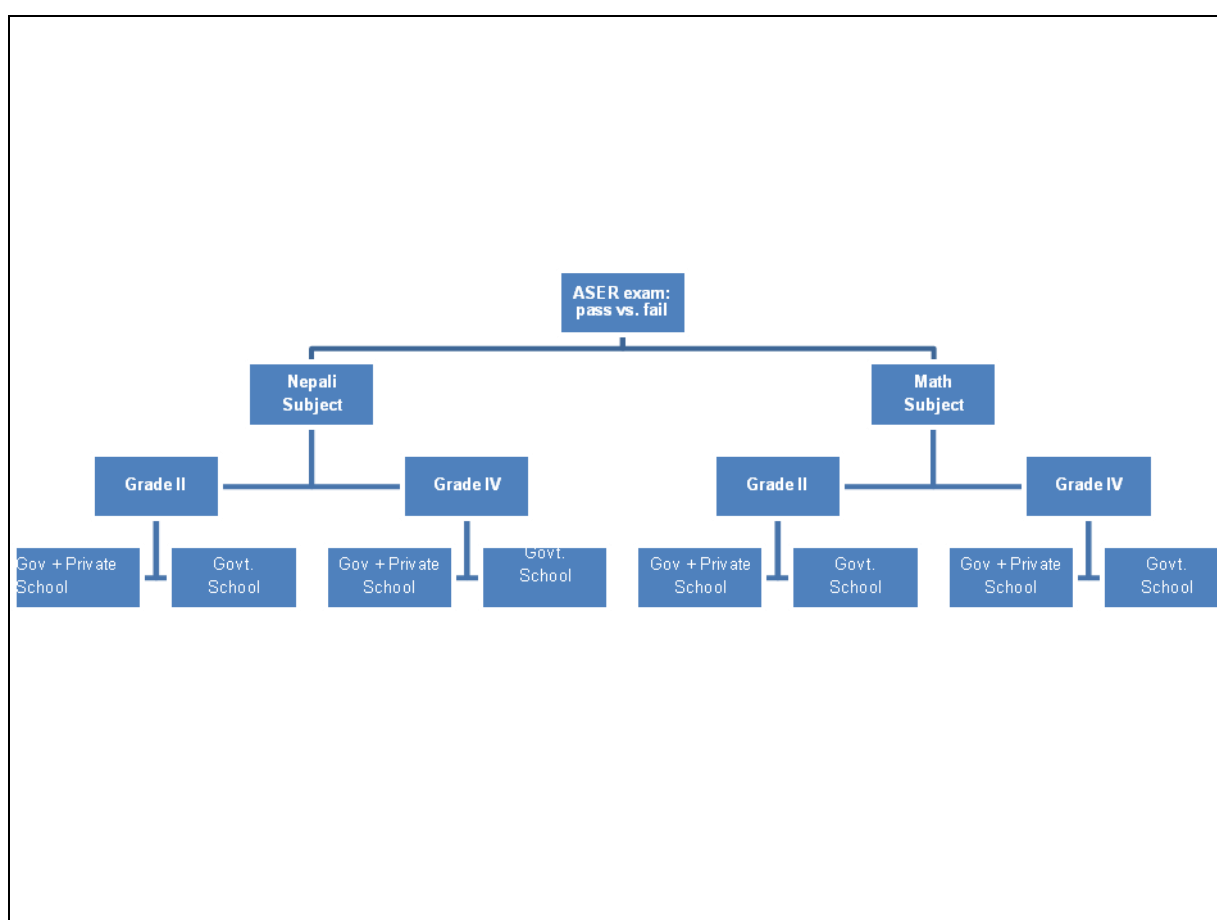 ASER exam:
pass vs. fail
Nepali
Subject
Math
Subject
Grade II
Grade IV
Grade II
Grade IV
Gov + Private
School
Govt.
School
Gov + Private
School
Govt.
School
Gov + Private
School
Govt.
School
Gov + Private
School
Govt.
School